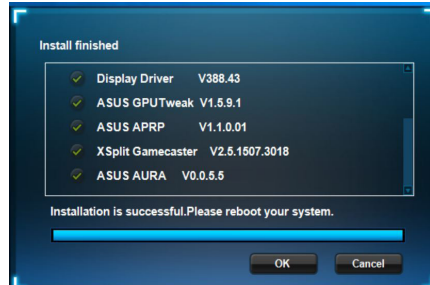 Install finished
Display Driver V388.43
ASUS GPUTweak V1.5.9.1
ASUS APRP V1.1.0.01
XSplit Gamecaster V2.5.1507.3018
ASUS AURA V0.0.5.5
Installation is successful.Please reboot your system.
OK Cancel